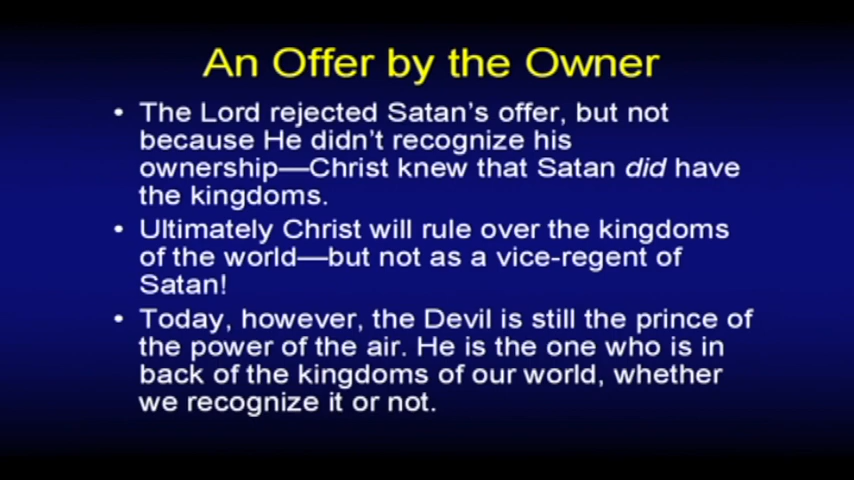 An Offer by the Owner
• The Lord rejected Satan's offer, but not
because He didn't recognize his
ownership—Christ knew that Satan did have
the kingdoms.
• Ultimately Christ will rule over the kingdoms
of the world—but not as a vice-regent of
Satan!
• Today, however, the Devil is still the prince of
the power of the air. He is the one who is in
back of the kingdoms of our world, whether
we recognize it or not.